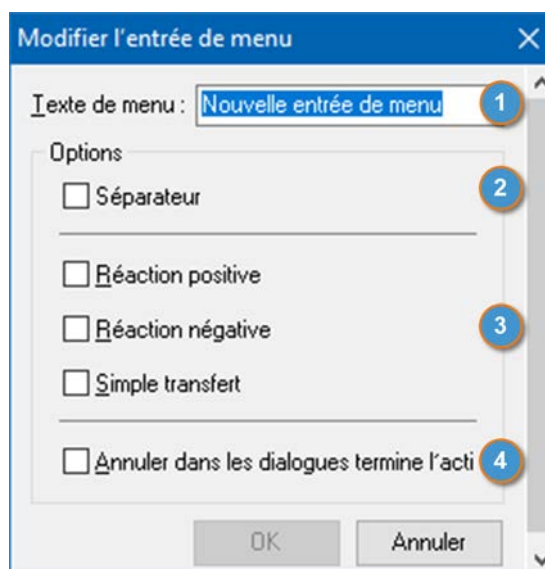 Modifier l'entrée de menu
Texte de menu : Nouvelle entrée de menu 1
Options
Séparateur 2
Réaction positive
Réaction négative 3
Simple transfert
Annuler dans les dialogues termine l'acti 4
OK Annuler